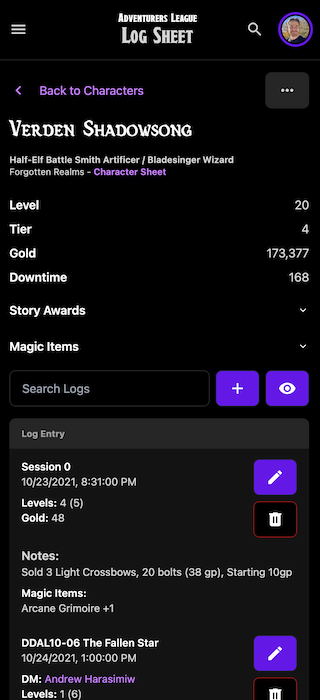 Adventurers League
Log Sheet
Back to Characters
Verden Shadowsong
Half-Elf Battle Smith Artificer / Bladesinger Wizard
Forgotten Realms - Character Sheet
Level 20
Tier 4
Gold 173,377
Downtime 168
Story Awards
Magic Items
Search Logs
Log Entry
Session 0
10/23/2021, 8:31:00 PM
Levels: 4 (5)
Gold: 48
Notes:
Sold 3 Light Crossbows, 20 bolts (38 gp), Starting 10gp
Magic Items:
Arcane Grimoire +1
DDAL10-06 The Fallen Star
10/24/2021, 1:00:00 PM
DM: Andrew Harasimiw
Levels: 1 (6)